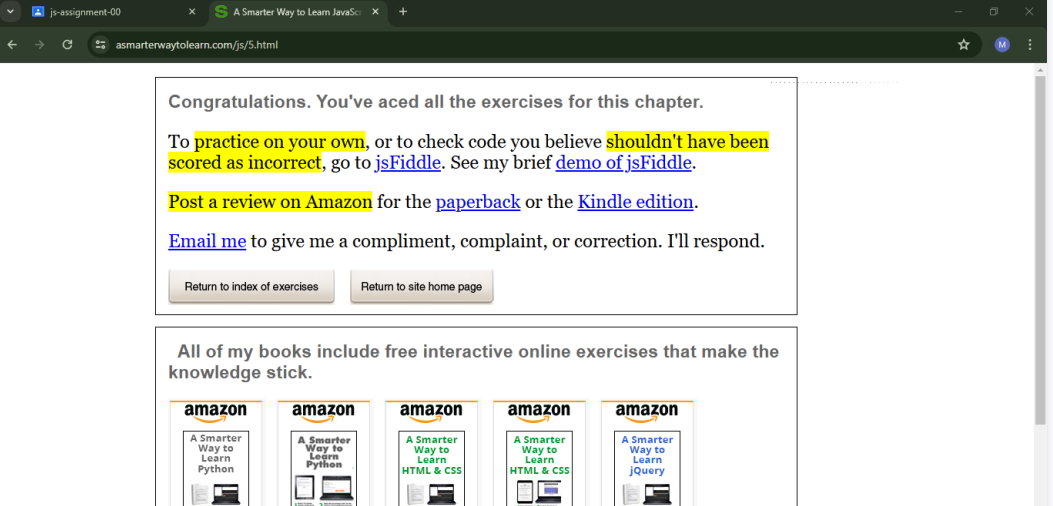 js-assignment-00
A Smarter Way to Learn JavaSc
asmarterwaytolearn.com/js/5.html
M
Congratulations. You've aced all the exercises for this chapter.
To practice on your own, or to check code you believe shouldn't have been
scored as incorrect, go to jsFiddle. See my brief demo of jsFiddle.
Post a review on Amazon for the paperback or the Kindle edition.
Email me to give me a compliment, complaint, or correction. I'll respond.
Return to index of exercises
Return to site home page
All of my books include free interactive online exercises that make the
knowledge stick.
amazon
A Smarter
Way to
Learn
Python
amazon
A Smarter
Way to
Learn
Python
amazon
A Smarter
Way to
Learn
HTML & CSS
amazon
A Smarter
Way to
Learn
HTML & CSS
amazon
A Smarter
Way to
Learn
jQuery